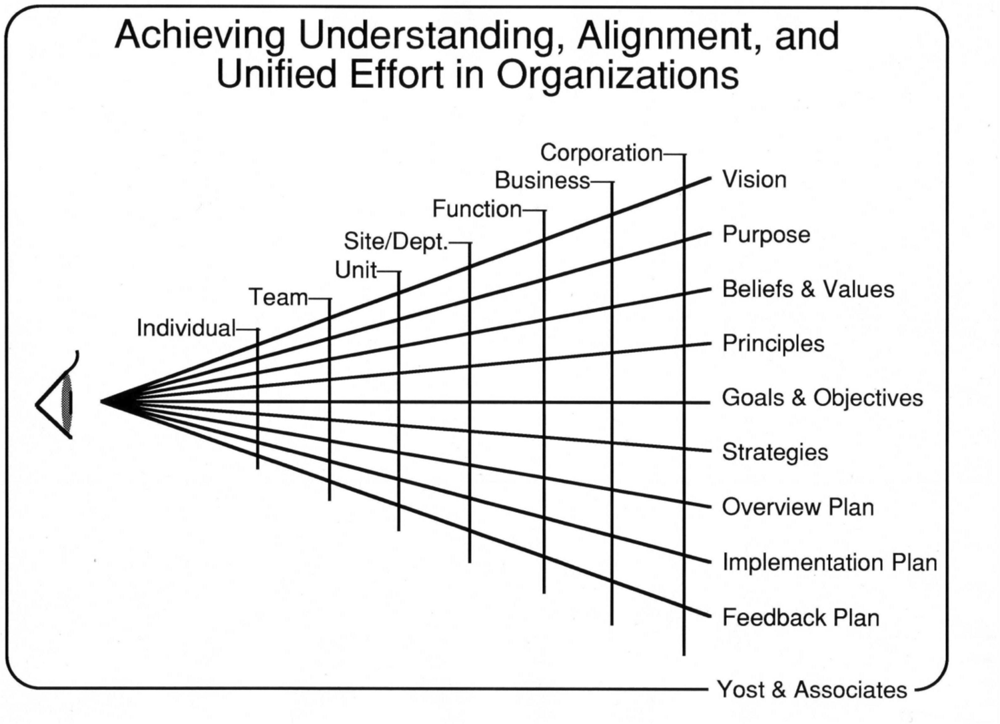 Achieving Understanding, Alignment, and
Unified Effort in Organizations
Corporation
Business
Function
Site/Dept.
Unit
Team
Individual
Vision
Purpose
Beliefs & Values
Principles
Goals & Objectives
Strategies
Overview Plan
Implementation Plan
Feedback Plan
Yost & Associates